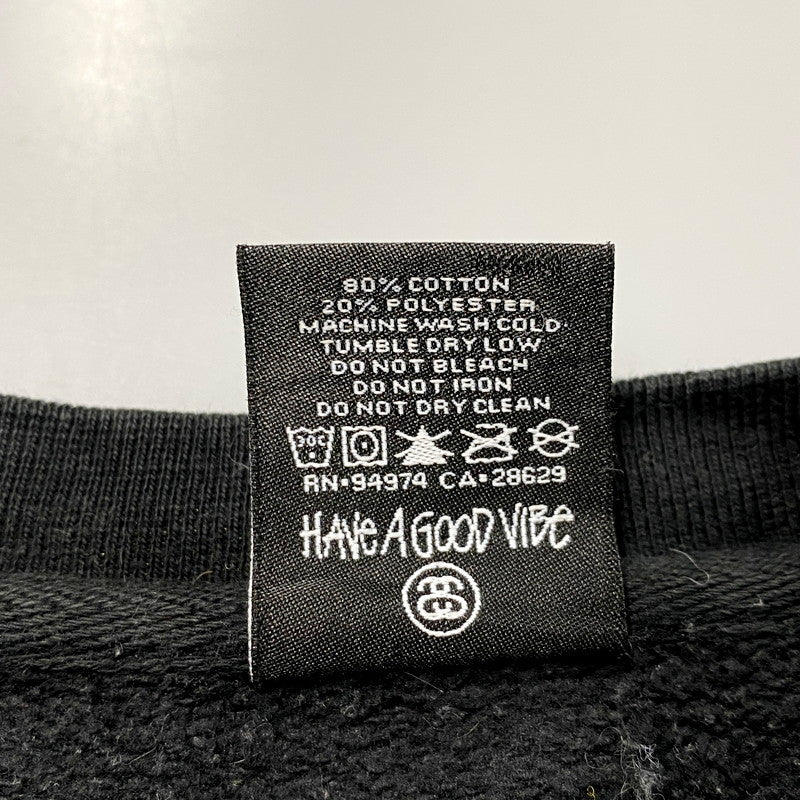 80% COTTON
20% POLYESTER
MACHINE WASH COLD
TUMBLE DRY LOW
DO NOT BLEACH
DO NOT IRON
DO NOT DRY CLEAN
30C
RN•94974 CA•28629
HAVE A GOOD VIBE